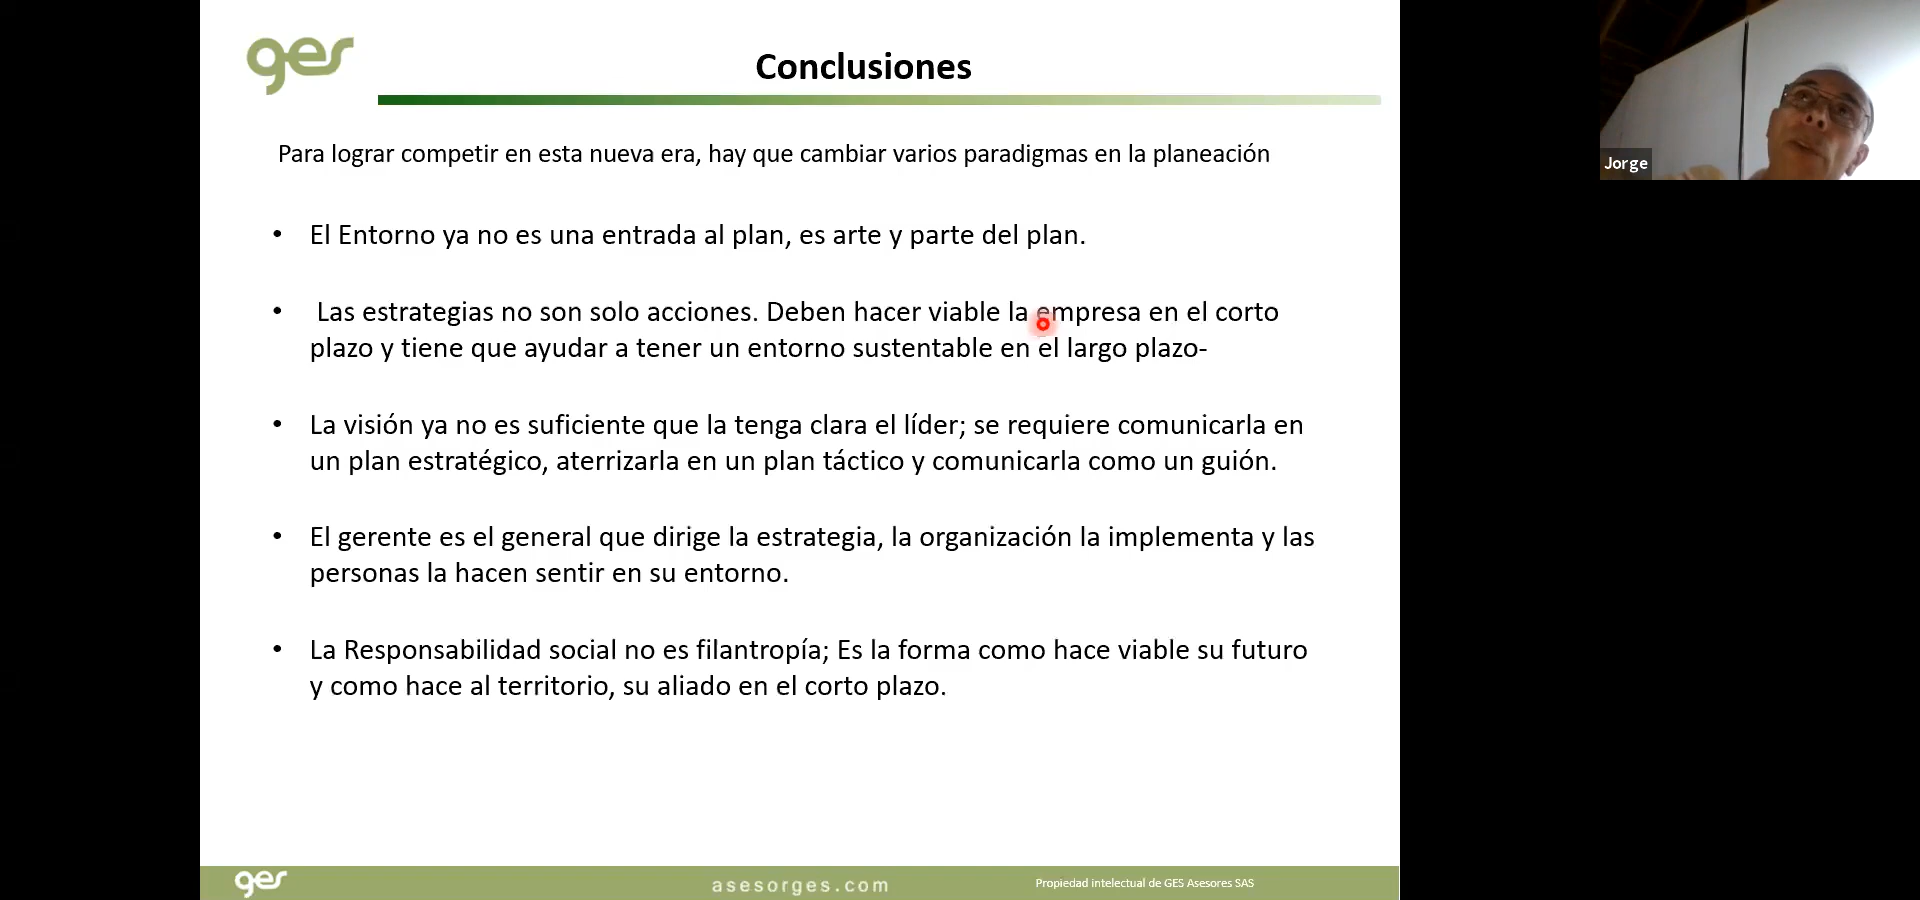 ges
Conclusiones
Para lograr competir en esta nueva era, hay que cambiar varios paradigmas en la planeación
• El Entorno ya no es una entrada al plan, es arte y parte del plan.
• Las estrategias no son solo acciones. Deben hacer viable la empresa en el corto
plazo y tiene que ayudar a tener un entorno sustentable en el largo plazo-
• La visión ya no es suficiente que la tenga clara el líder; se requiere comunicarla en
un plan estratégico, aterrizarla en un plan táctico y comunicarla como un guión.
• El gerente es el general que dirige la estrategia, la organización la implementa y las
personas la hacen sentir en su entorno.
• La Responsabilidad social no es filantropía; Es la forma como hace viable su futuro
y como hace al territorio, su aliado en el corto plazo.
ges
asesorges.com
Propiedad intelectual de GES Asesores SAS
Jorge